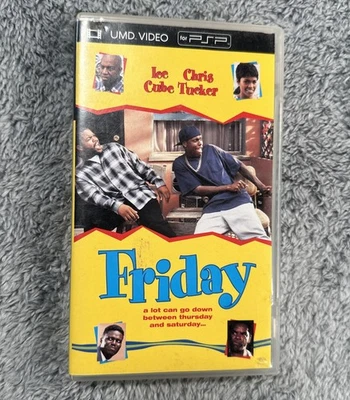 UMD VIDEO for PSP
Ice Chris
Cube Tucker
Friday
a lot can go down
between thursday
and saturday...